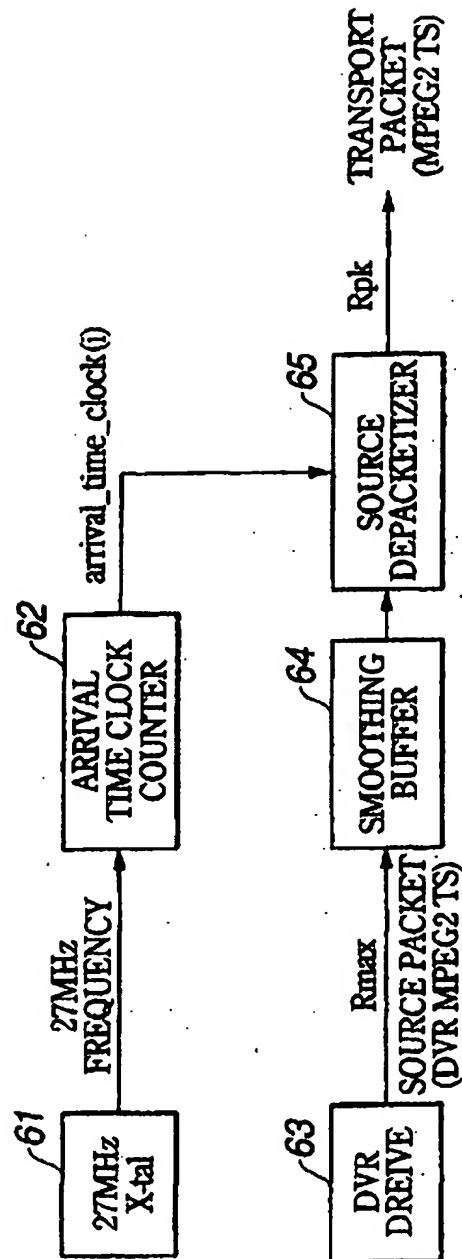 61
27MHz
X-tal
27MHz
FREQUENCY
62
ARRIVAL
TIME CLOCK
COUNTER
arrival_time_clock(i)
63
DVR
DREIVE
Rmax
SOURCE PACKET
(DVR MPEG2 TS)
64
SMOOTHING
BUFFER
65
SOURCE
DEPACKETIZER
Rpk
TRANSPORT
PACKET
(MPEG2 TS)